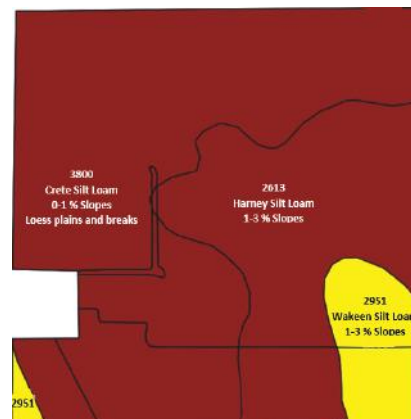 3800
Crete Silt Loam
0-1 % Slopes
Loess plains and breaks
2613
Harney Silt Loam
1-3 % Slopes
2951
Wakeen Silt Loam
1-3 % Slopes
2951